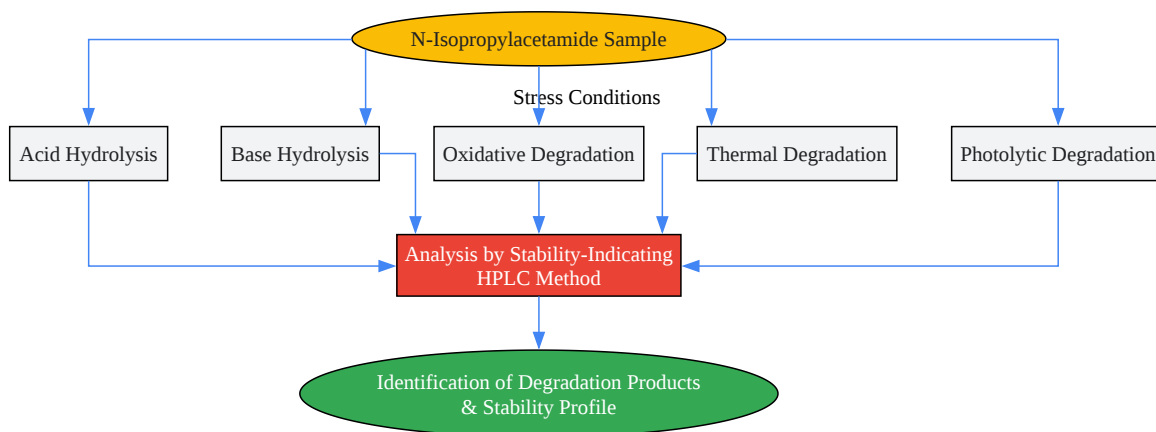 N-Isopropylacetamide Sample
Stress Conditions
Acid Hydrolysis
Base Hydrolysis
Oxidative Degradation
Thermal Degradation
Photolytic Degradation
Analysis by Stability-Indicating
HPLC Method
Identification of Degradation Products
& Stability Profile